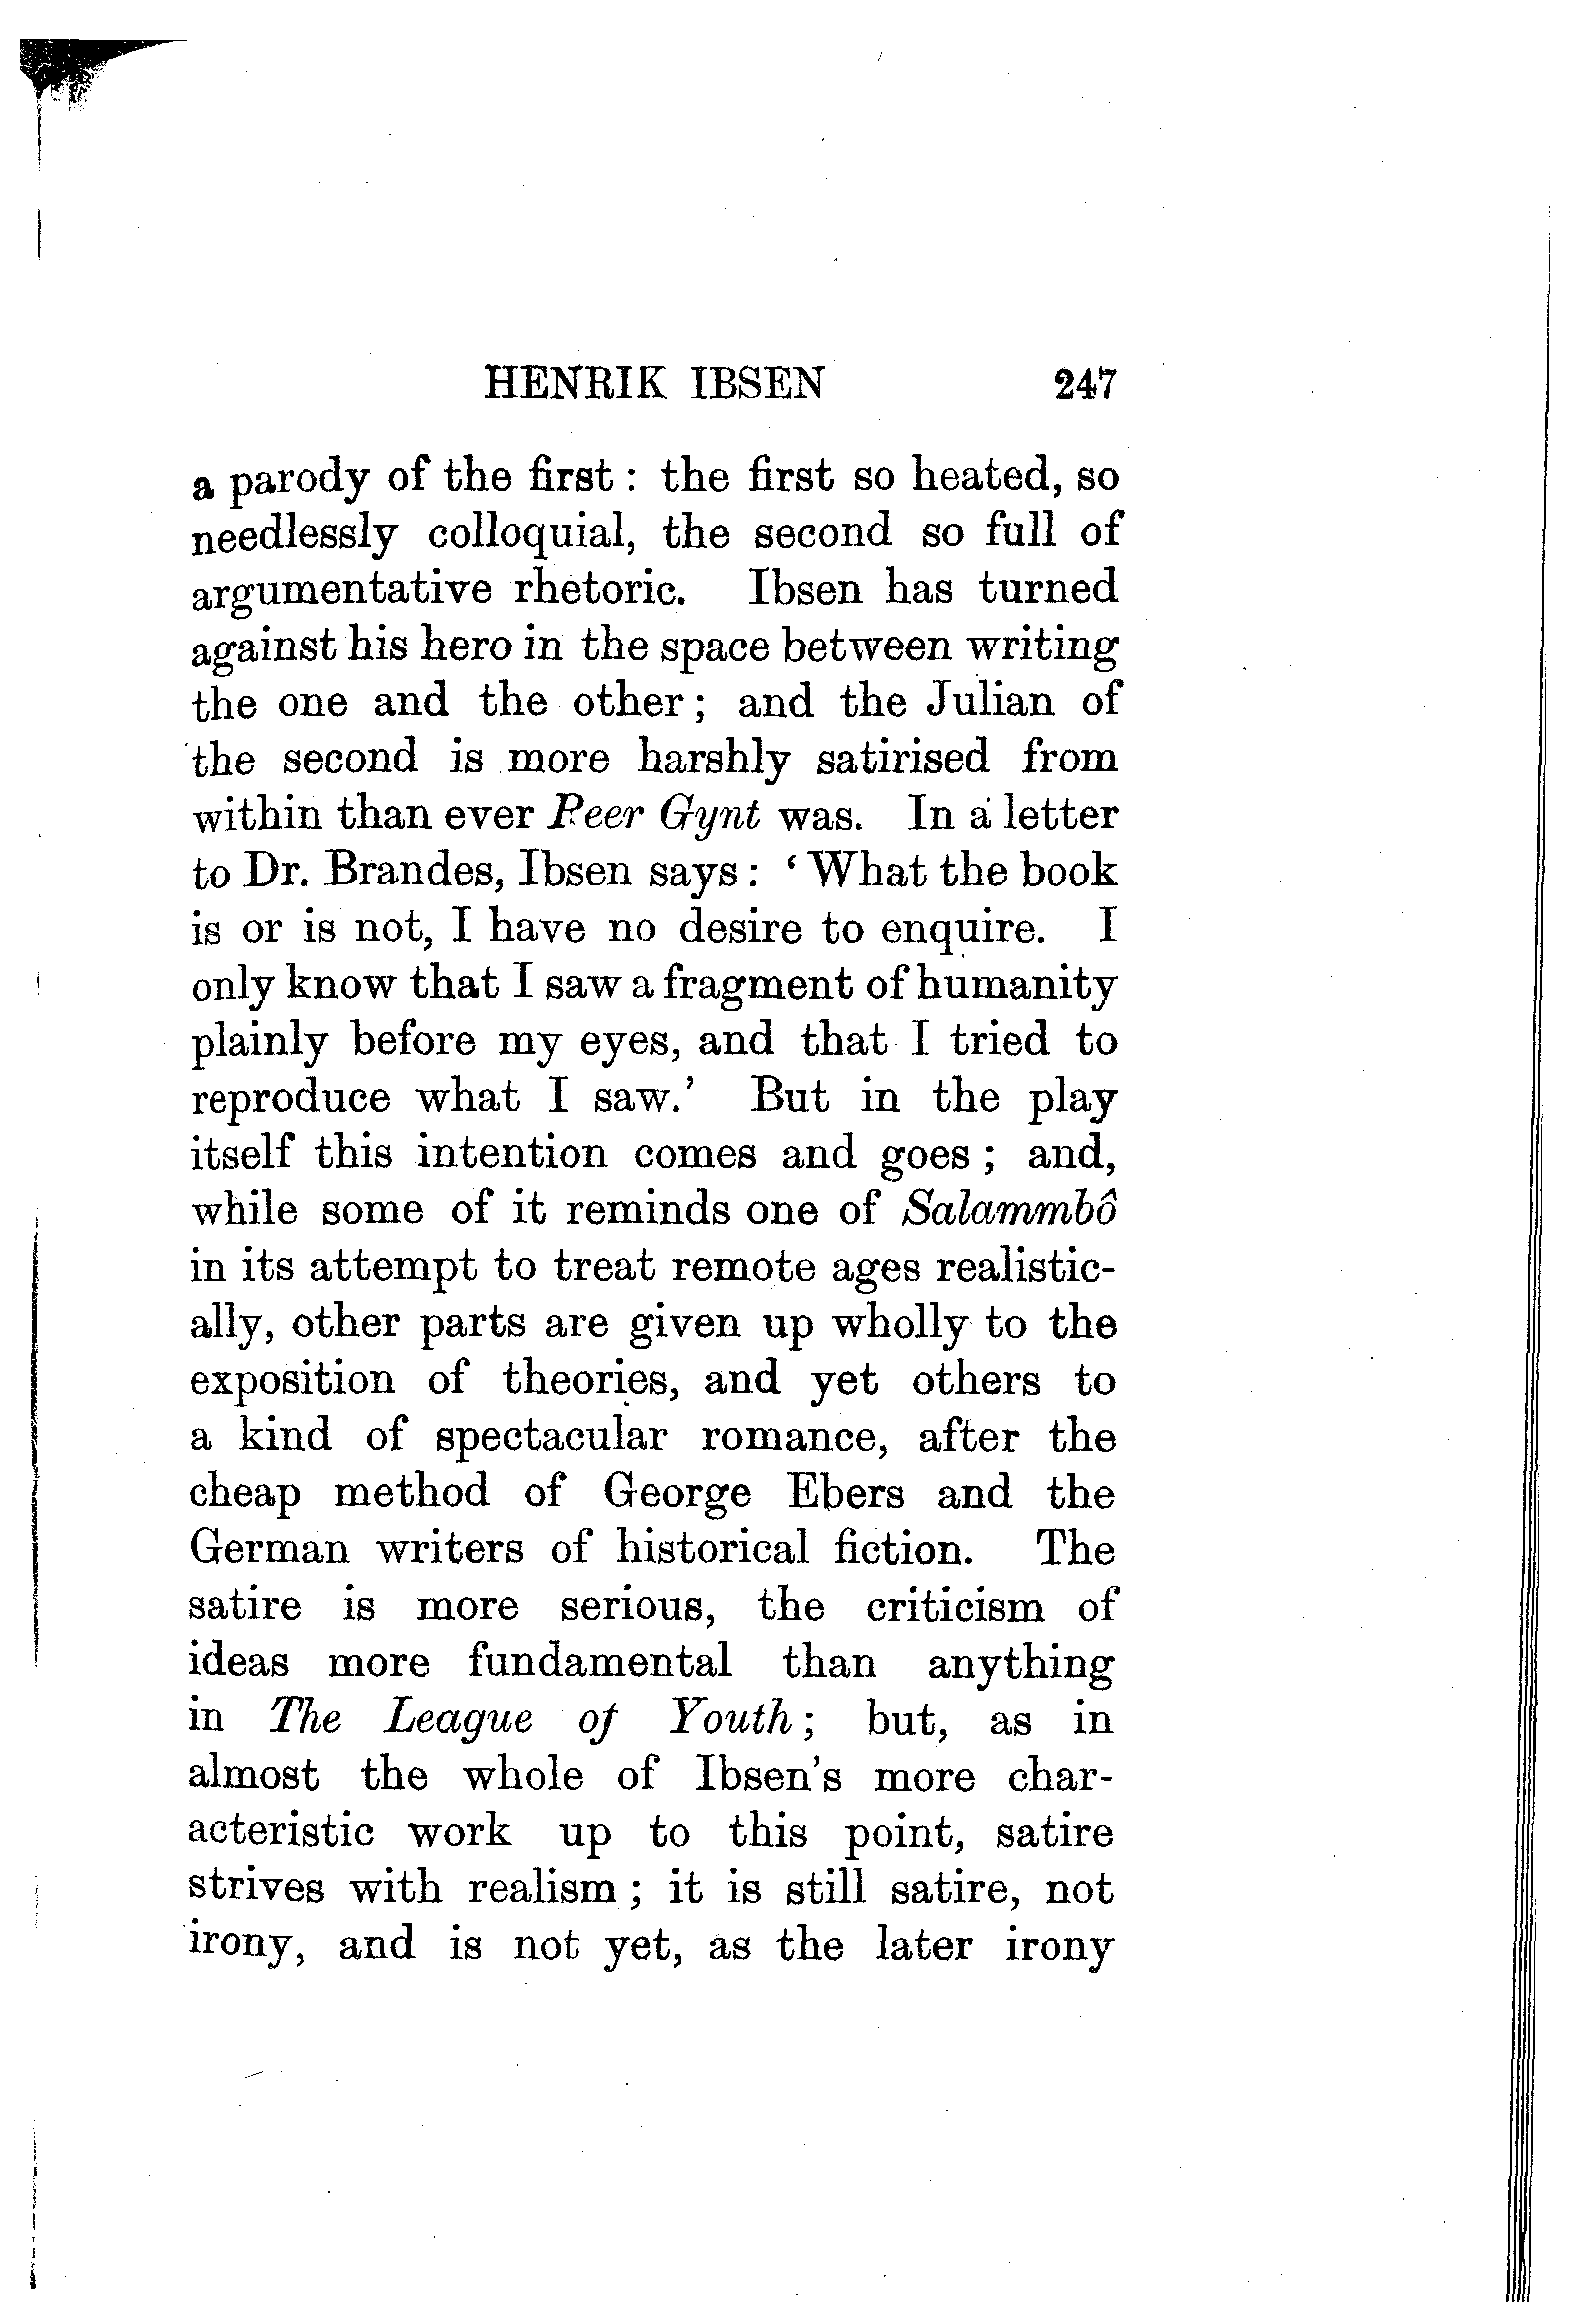 HENRIK IBSEN 247
a parody of the first : the first so heated, so
needlessly colloquial, the second so full of
argumentative rhetoric. Ibsen has turned
against his hero in the space between writing
the one and the other ; and the Julian of
the second is more harshly satirised from
within than ever Peer Gynt was. In a letter
to Dr. Brandes, Ibsen says : ‘ What the book
is or is not, I have no desire to enquire. I
only know that I saw a fragment of humanity
plainly before my eyes, and that I tried to
reproduce what I saw.’ But in the play
itself this intention comes and goes ; and,
while some of it reminds one of Salammbô
in its attempt to treat remote ages realistic-
ally, other parts are given up wholly to the
exposition of theories, and yet others to
a kind of spectacular romance, after the
cheap method of George Ebers and the
German writers of historical fiction. The
satire is more serious, the criticism of
ideas more fundamental than anything
in The League of Youth ; but, as in
almost the whole of Ibsen’s more char-
acteristic work up to this point, satire
strives with realism ; it is still satire, not
irony, and is not yet, as the later irony